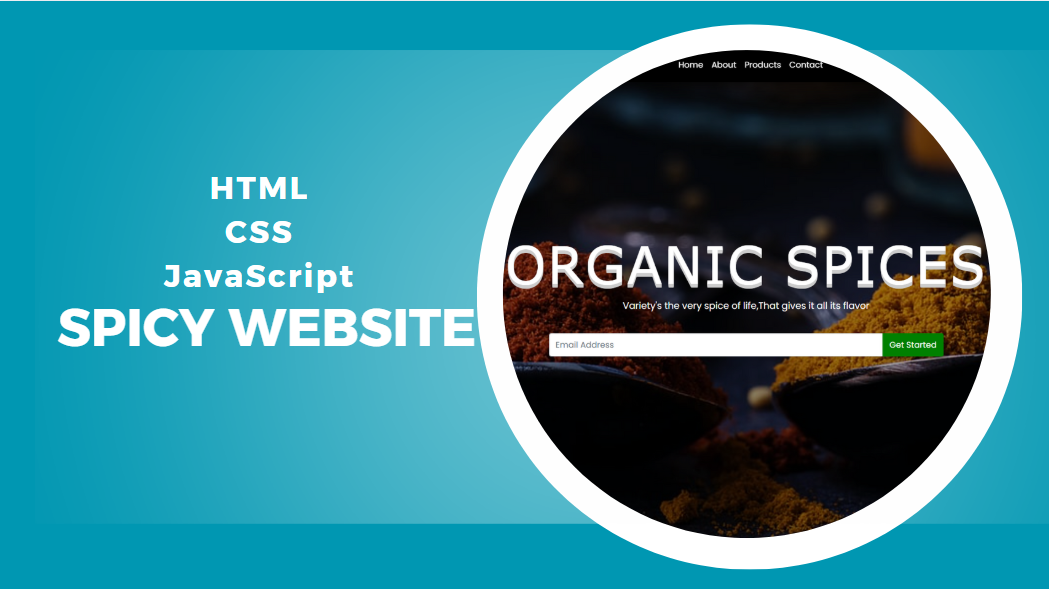 HTML
CSS
JavaScript
SPICY WEBSITE
Home About Products Contact
ORGANIC SPICES
Variety's the very spice of life,That gives it all its flavor
Email Address
Get Started